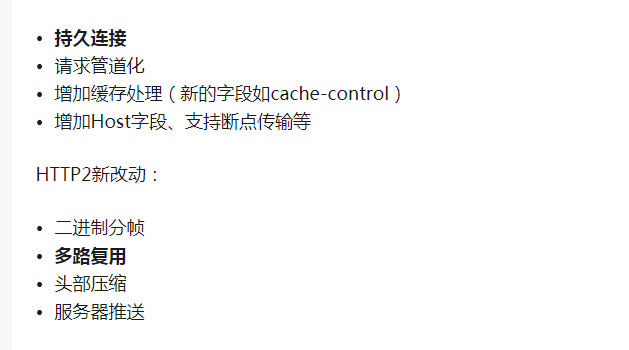 • 持久连接
• 请求管道化
• 增加缓存处理（新的字段如cache-control）
• 增加Host字段、支持断点传输等
HTTP2新改动：
• 二进制分帧
• 多路复用
• 头部压缩
• 服务器推送